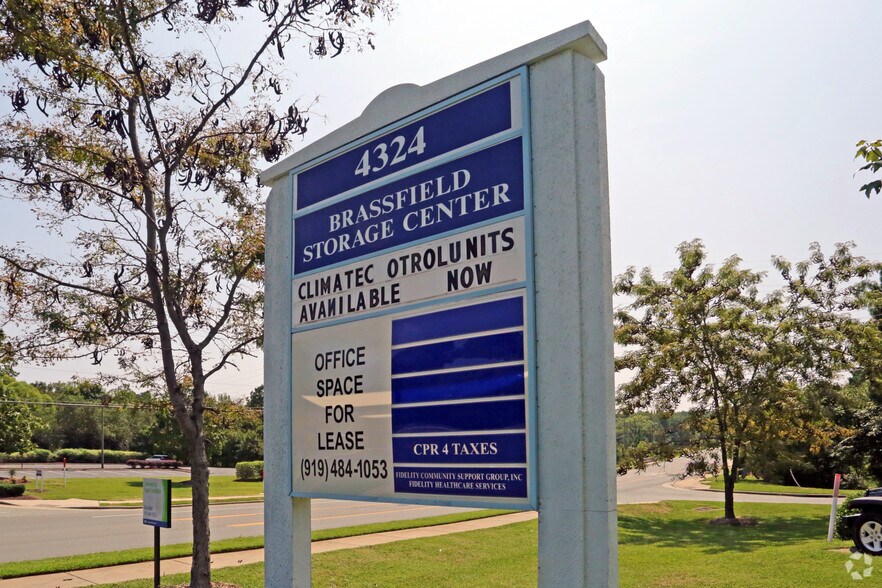 4324
BRASSFIELD
STORAGE CENTER
CLIMATEC OTROLUNITS
AVAMILABLE NOW
OFFICE
SPACE
FOR
LEASE
(919) 484-1053
CPR 4 TAXES
FIDELITY COMMUNITY SUPPORT GROUP, INC
FIDELITY HEALTHCARE SERVICES